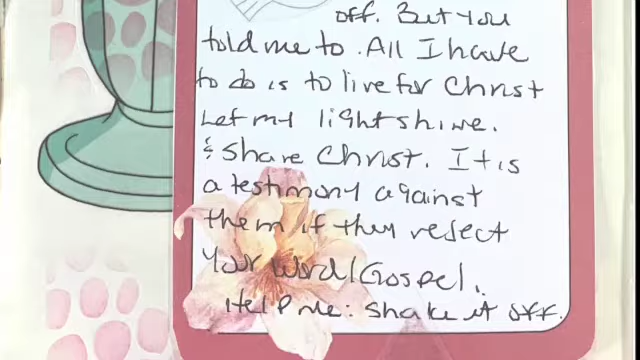 off. But you
told me to. All I have
to do is to live for Christ
Let my light shine.
& share Christ. It is
a testimony against
them if they reject
Your Word/Gospel.
Help me: shake it off.